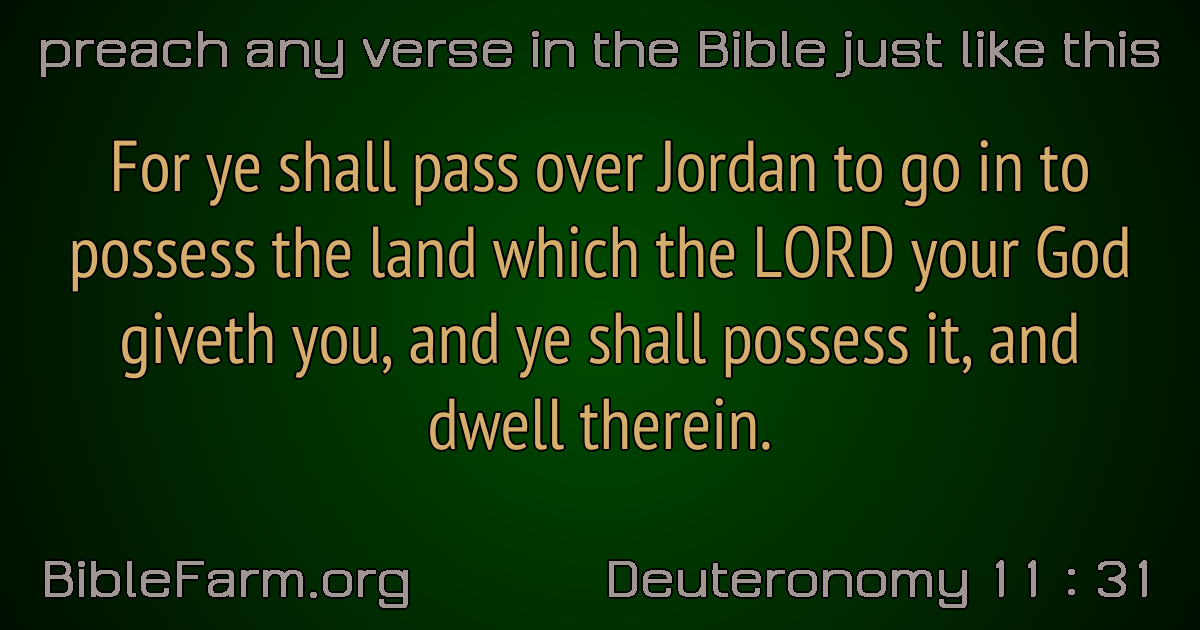 preach any verse in the Bible just like this
For ye shall pass over Jordan to go in to
possess the land which the LORD your God
giveth you, and ye shall possess it, and
dwell therein.
BibleFarm.org
Deuteronomy 11 : 31